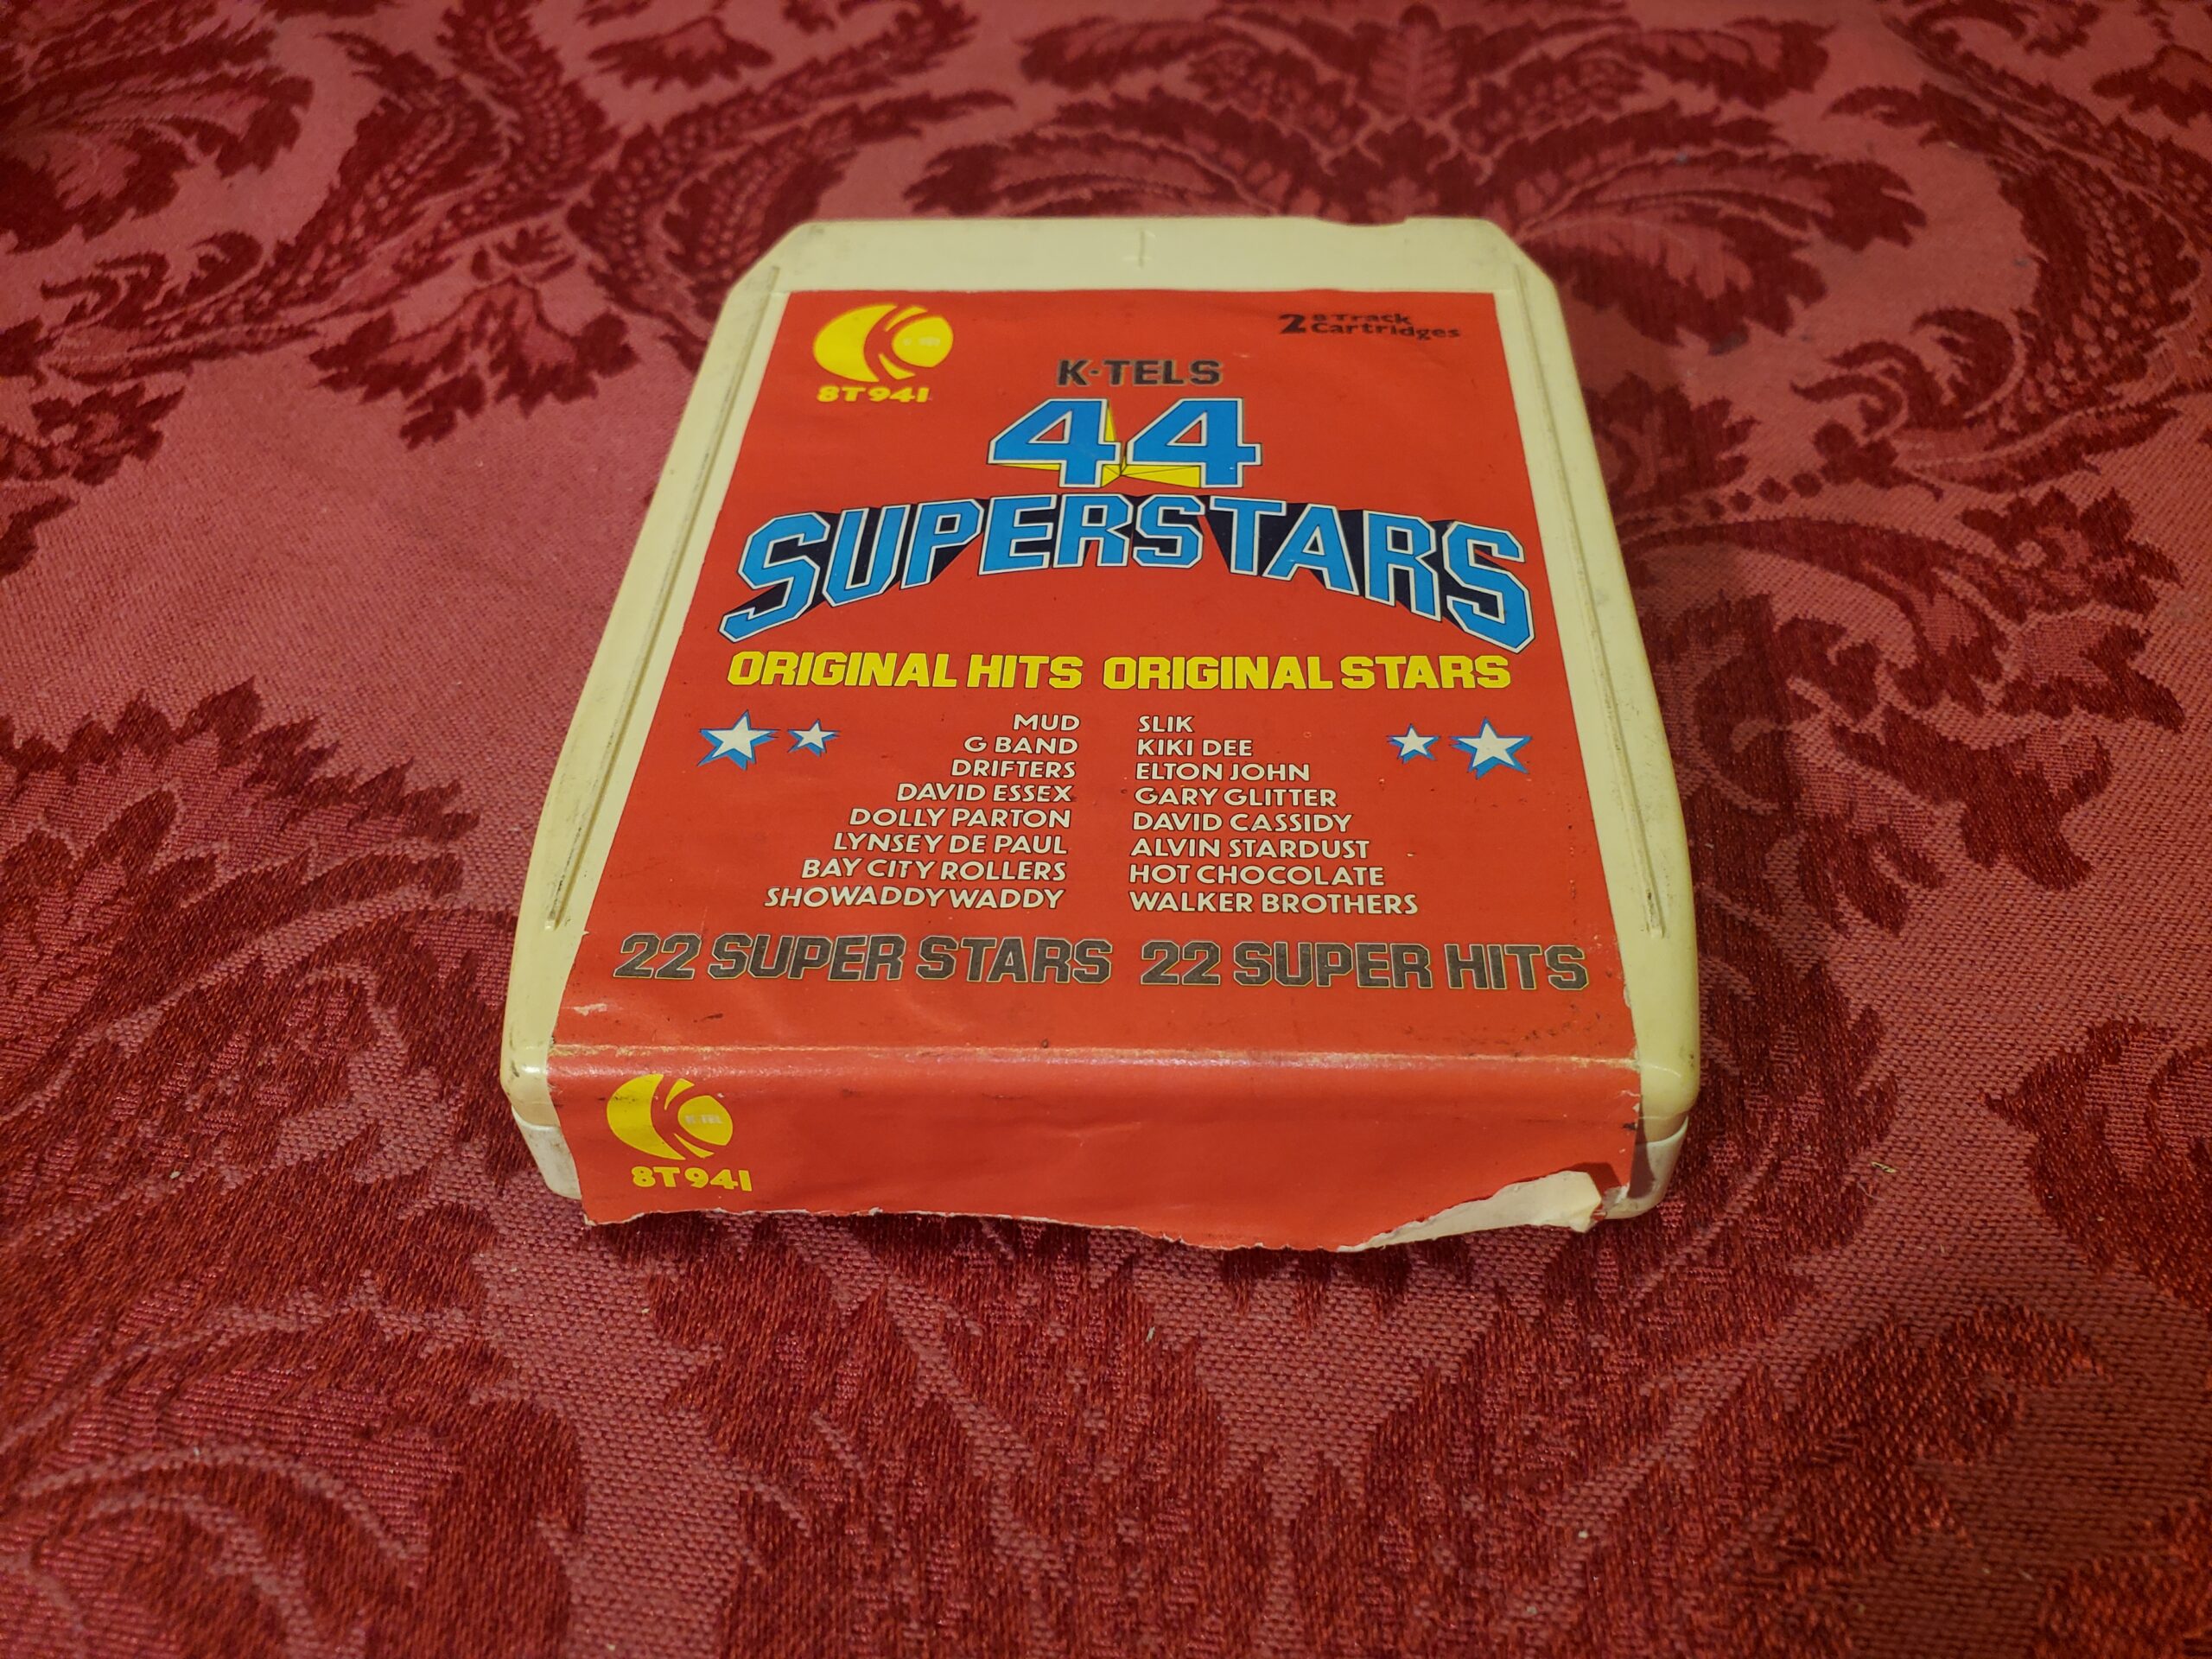 2 8 Track
Cartridges
8T941
K·TELS
44
SUPERSTARS
ORIGINAL HITS ORIGINAL STARS
MUD SLIK
G BAND KIKI DEE
DRIFTERS ELTON JOHN
DAVID ESSEX GARY GLITTER
DOLLY PARTON DAVID CASSIDY
LYNSEY DE PAUL ALVIN STARDUST
BAY CITY ROLLERS HOT CHOCOLATE
SHOWADDYWADDY WALKER BROTHERS
22 SUPER STARS 22 SUPER HITS
K-TEL
8T941